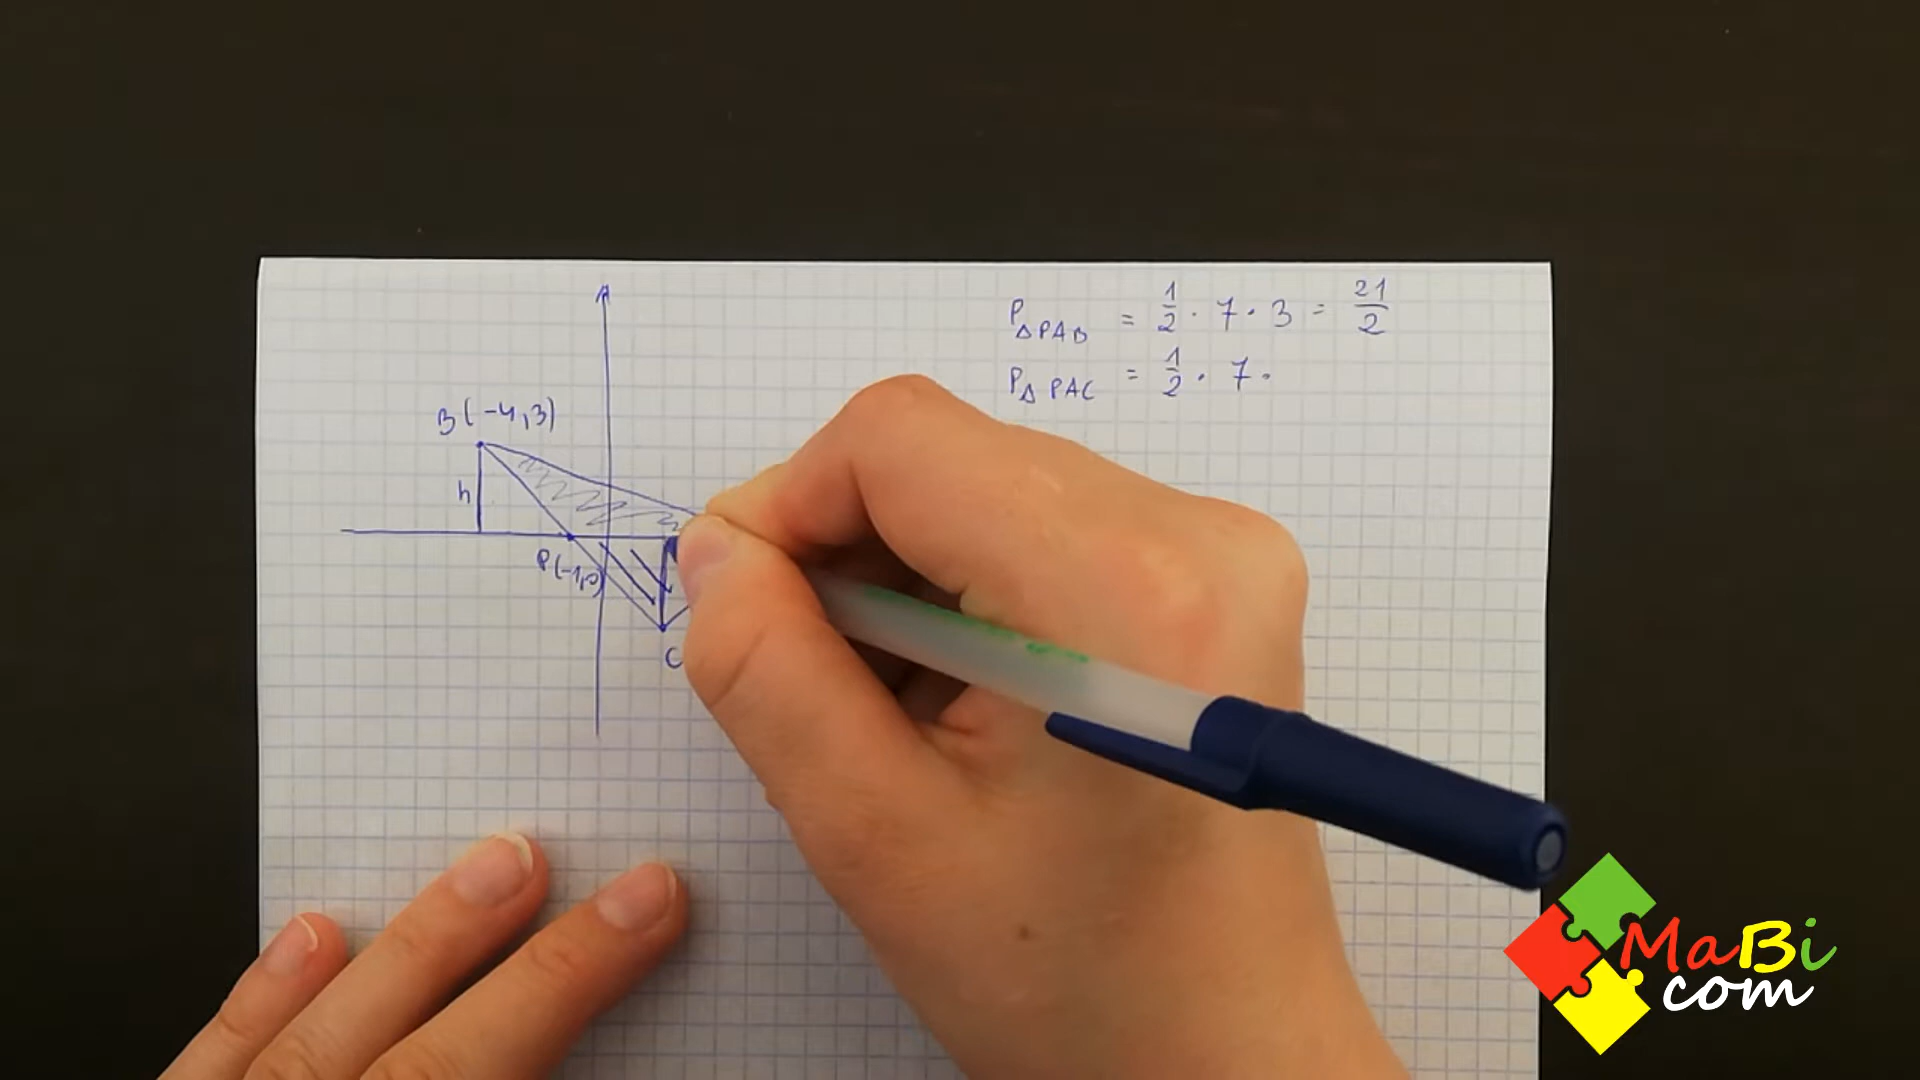 P△PAB = 1/2 · 7 · 3 = 21/2
P△PAC = 1/2 · 7 ·
B(-4,3)
h
P(-1,0)
C
MaBi
com